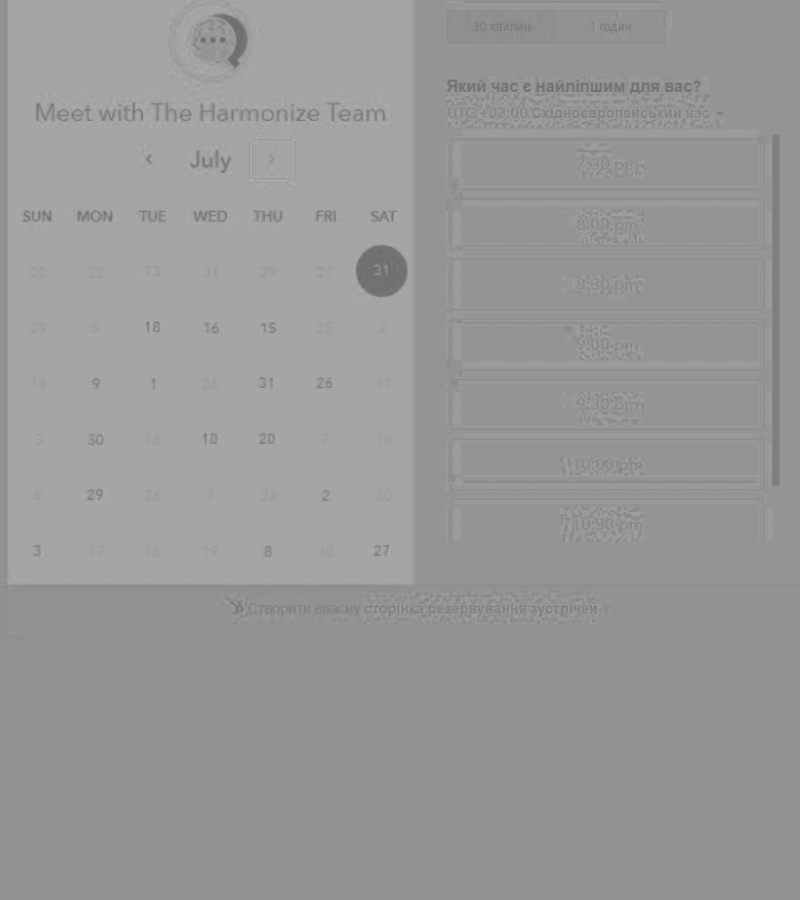 Meet with The Harmonize Team
July
SUN MON TUE WED THU FRI SAT
20 22 13 31 29 27 31
29 5 18 16 15 25 2
16 9 1 26 31 26 17
3 30 18 10 20 7 10
6 29 26 7 24 2 30
3 17 18 19 8 10 27
30 хвилин 1 годин
Який час є найліпшим для вас?
UTC +03:00 Східноєвропейський час
7:00 pm
8:00 pm
8:30 pm
9:00 pm
9:30 pm
10:00 pm
10:30 pm
Створити власну сторінка резервування зустрічей